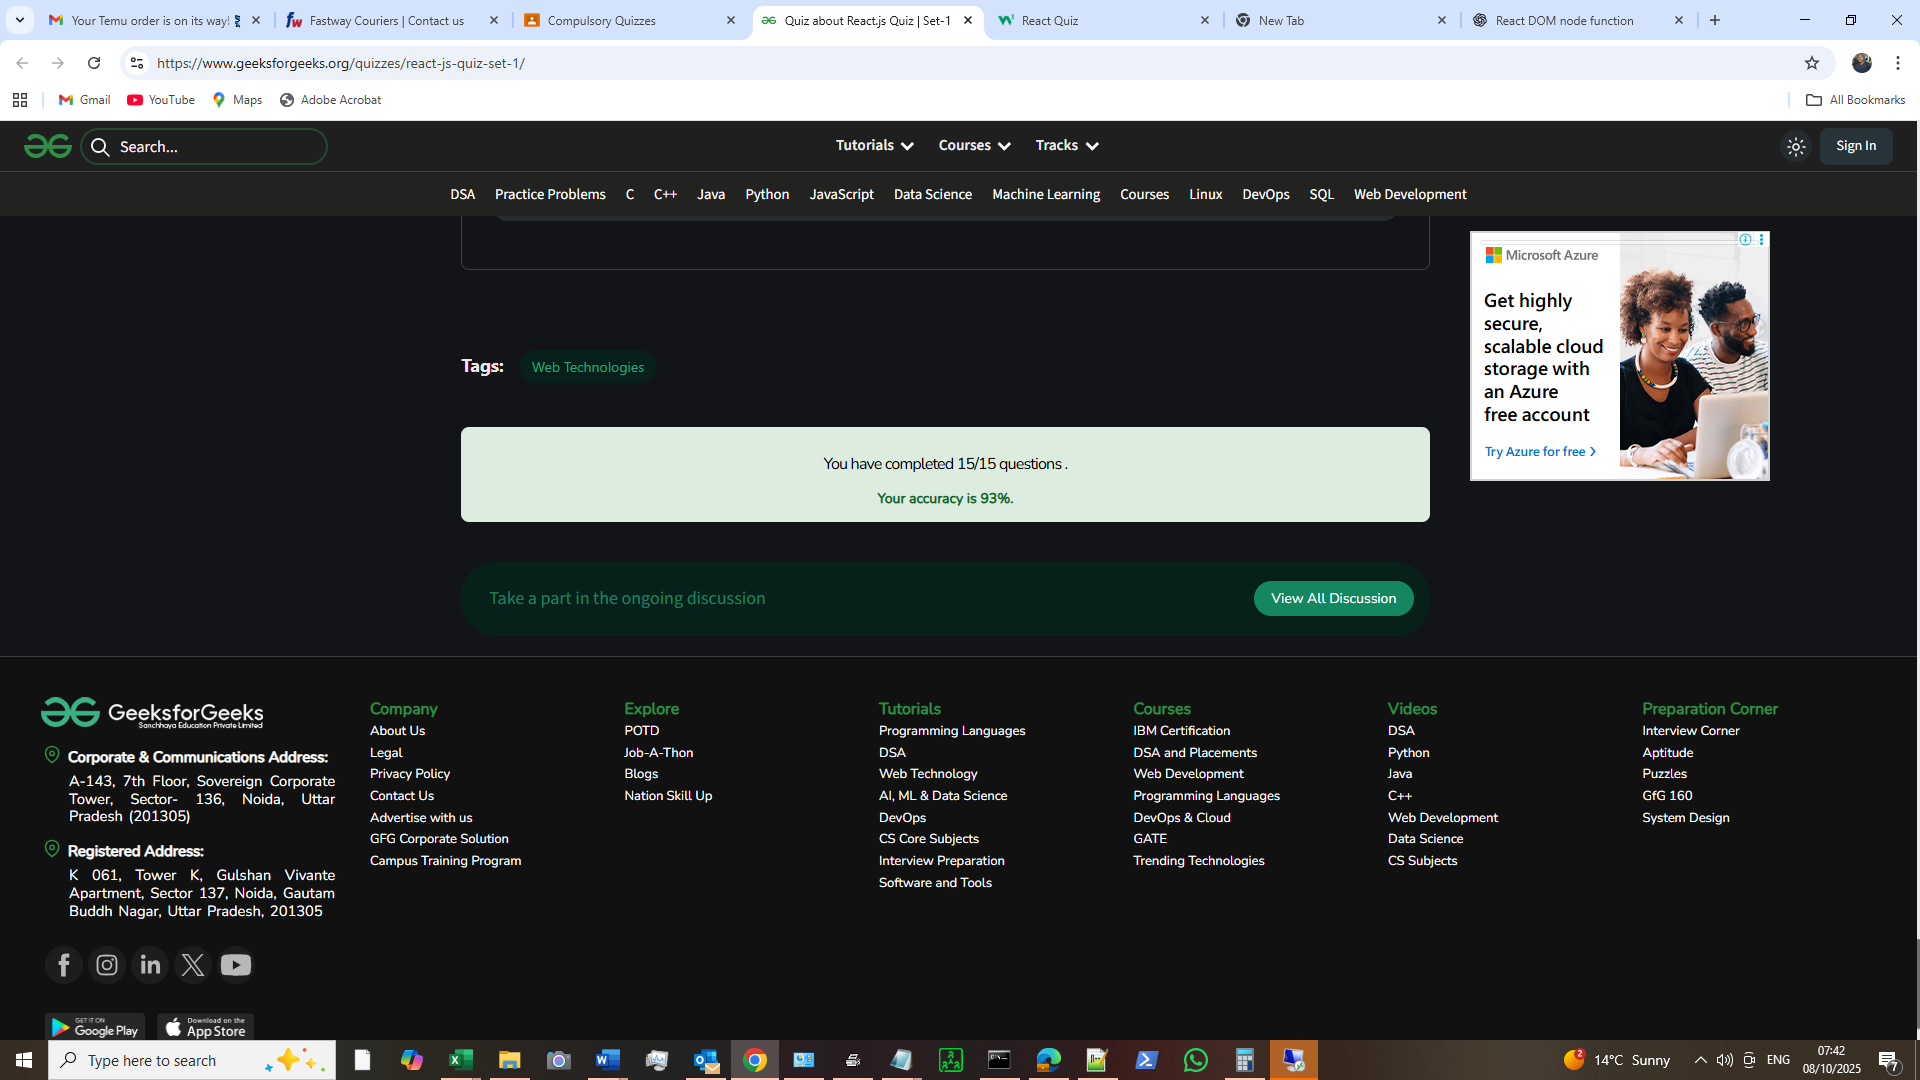 Your Temu order is on its way!
Fastway Couriers | Contact us
Compulsory Quizzes
Quiz about React.js Quiz | Set-1
React Quiz
New Tab
React DOM node function
https://www.geeksforgeeks.org/quizzes/react-js-quiz-set-1/
Gmail
YouTube
Maps
Adobe Acrobat
All Bookmarks
Search...
Tutorials
Courses
Tracks
Sign In
DSA
Practice Problems
C
C++
Java
Python
JavaScript
Data Science
Machine Learning
Courses
Linux
DevOps
SQL
Web Development
Microsoft Azure
Get highly
secure,
scalable cloud
storage with
an Azure
free account
Try Azure for free
Tags:
Web Technologies
You have completed 15/15 questions .
Your accuracy is 93%.
Take a part in the ongoing discussion
View All Discussion
GeeksforGeeks
Sanchhaya Education Private Limited
Corporate & Communications Address:
A-143, 7th Floor, Sovereign Corporate
Tower, Sector- 136, Noida, Uttar
Pradesh (201305)
Registered Address:
K 061, Tower K, Gulshan Vivante
Apartment, Sector 137, Noida, Gautam
Buddh Nagar, Uttar Pradesh, 201305
GET IT ON
Google Play
Download on the
App Store
Company
About Us
Legal
Privacy Policy
Contact Us
Advertise with us
GFG Corporate Solution
Campus Training Program
Explore
POTD
Job-A-Thon
Blogs
Nation Skill Up
Tutorials
Programming Languages
DSA
Web Technology
AI, ML & Data Science
DevOps
CS Core Subjects
Interview Preparation
Software and Tools
Courses
IBM Certification
DSA and Placements
Web Development
Programming Languages
DevOps & Cloud
GATE
Trending Technologies
Videos
DSA
Python
Java
C++
Web Development
Data Science
CS Subjects
Preparation Corner
Interview Corner
Aptitude
Puzzles
GfG 160
System Design
Type here to search
2
14°C Sunny
ENG
07:42
08/10/2025
7